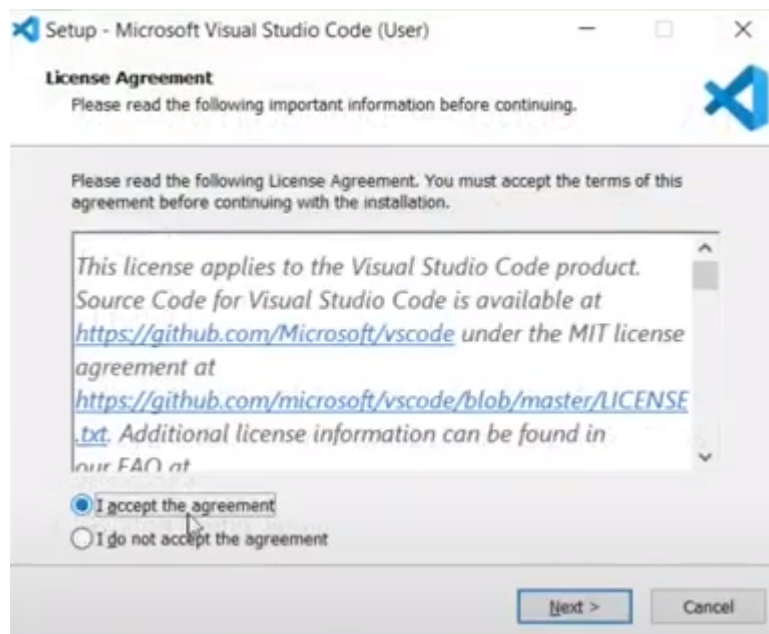 Setup - Microsoft Visual Studio Code (User)
License Agreement
Please read the following important information before continuing.
Please read the following License Agreement. You must accept the terms of this
agreement before continuing with the installation.
This license applies to the Visual Studio Code product.
Source Code for Visual Studio Code is available at
https://github.com/Microsoft/vscode under the MIT license
agreement at
https://github.com/microsoft/vscode/blob/master/LICENSE
.txt. Additional license information can be found in
our FAQ at
I accept the agreement
I do not accept the agreement
Next >
Cancel